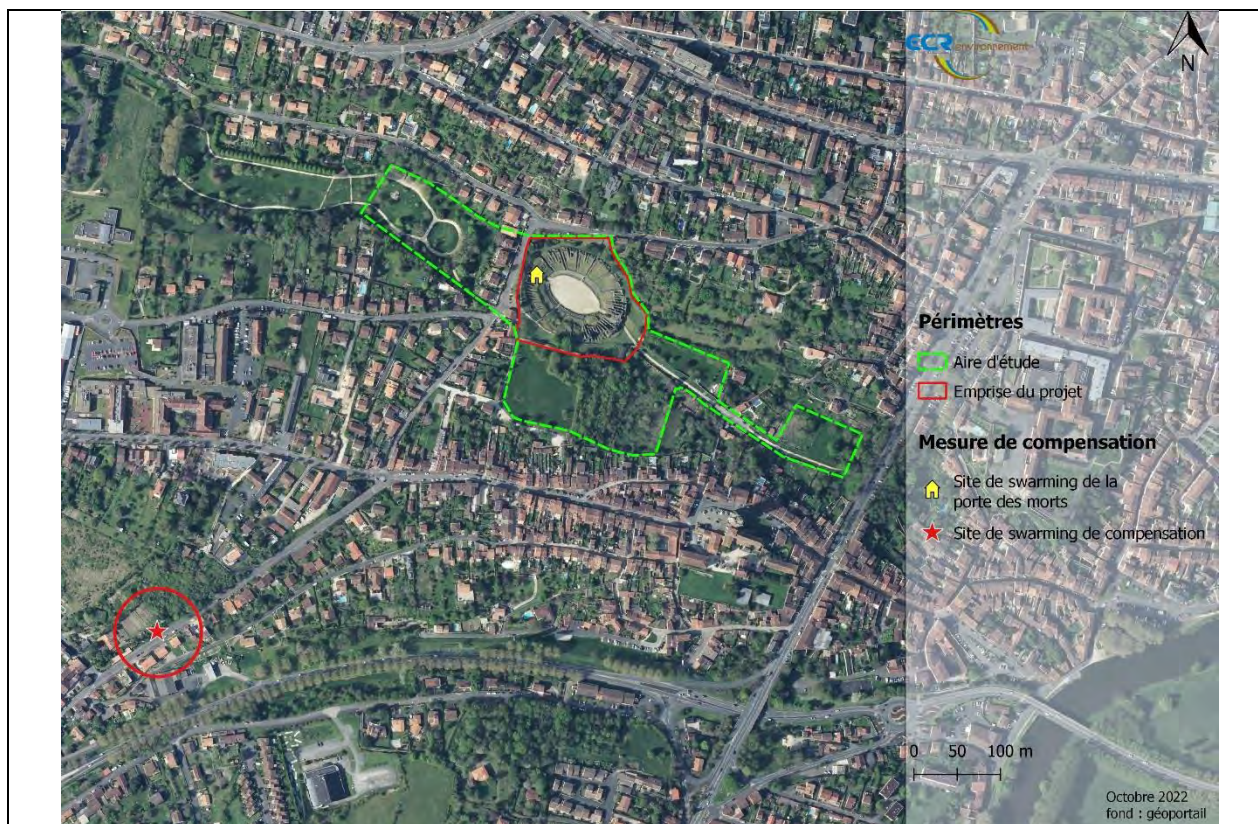 ECR environnement
N
Périmètres
Aire d'étude
Emprise du projet
Mesure de compensation
Site de swarming de la
porte des morts
Site de swarming de compensation
0 50 100 m
Octobre 2022
fond : géoportail